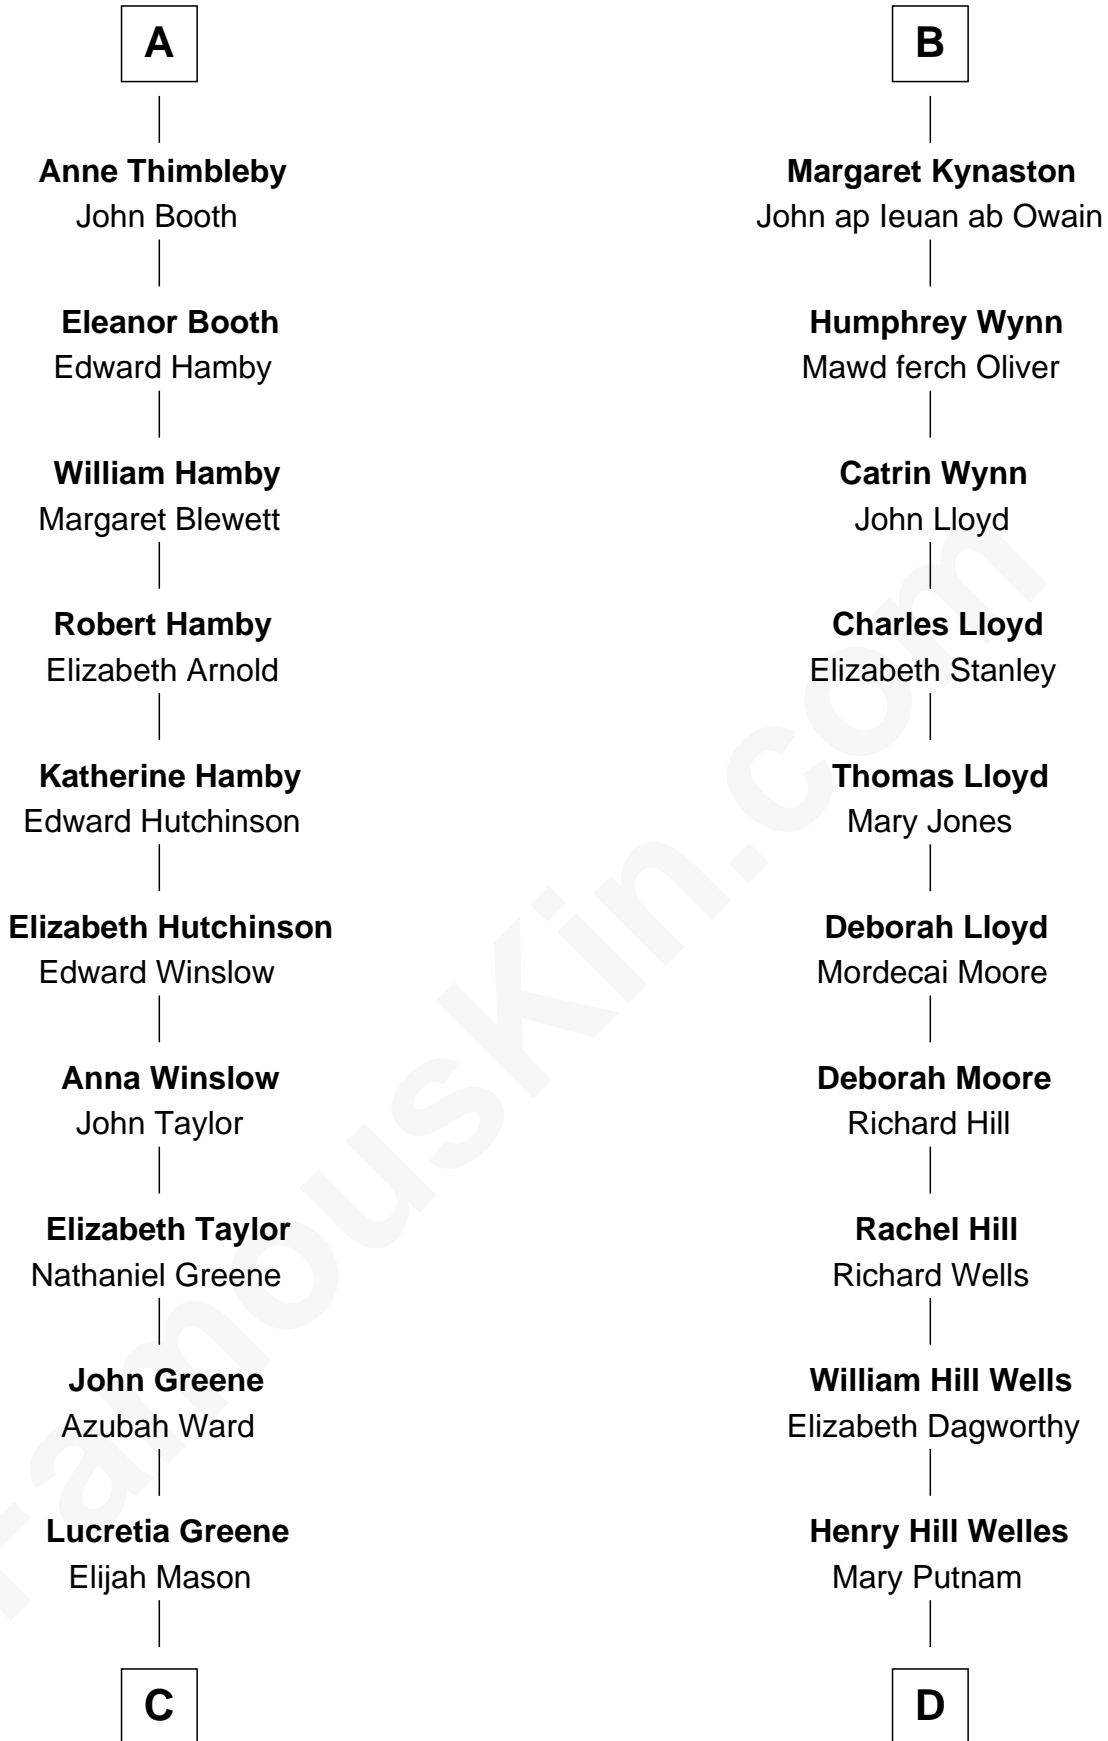 A
Anne Thimbleby
John Booth
Eleanor Booth
Edward Hamby
William Hamby
Margaret Blewett
Robert Hamby
Elizabeth Arnold
Katherine Hamby
Edward Hutchinson
Elizabeth Hutchinson
Edward Winslow
Anna Winslow
John Taylor
Elizabeth Taylor
Nathaniel Greene
John Greene
Azubah Ward
Lucretia Greene
Elijah Mason
C
B
Margaret Kynaston
John ap Ieuan ab Owain
Humphrey Wynn
Mawd ferch Oliver
Catrin Wynn
John Lloyd
Charles Lloyd
Elizabeth Stanley
Thomas Lloyd
Mary Jones
Deborah Lloyd
Mordecai Moore
Deborah Moore
Richard Hill
Rachel Hill
Richard Wells
William Hill Wells
Elizabeth Dagworthy
Henry Hill Welles
Mary Putnam
D
FamousKin.com